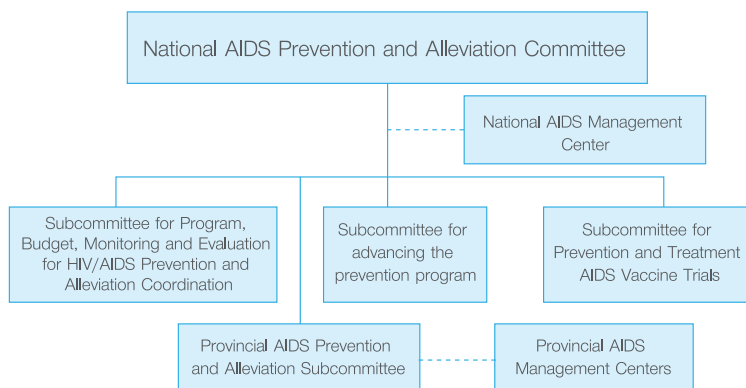 National AIDS Prevention and Alleviation Committee
National AIDS Management
Center
Subcommittee for Program,
Budget, Monitoring and Evaluation
for HIV/AIDS Prevention and
Alleviation Coordination
Subcommittee for
advancing the
prevention program
Subcommittee for
Prevention and Treatment
AIDS Vaccine Trials
Provincial AIDS Prevention
and Alleviation Subcommittee
Provincial AIDS
Management Centers